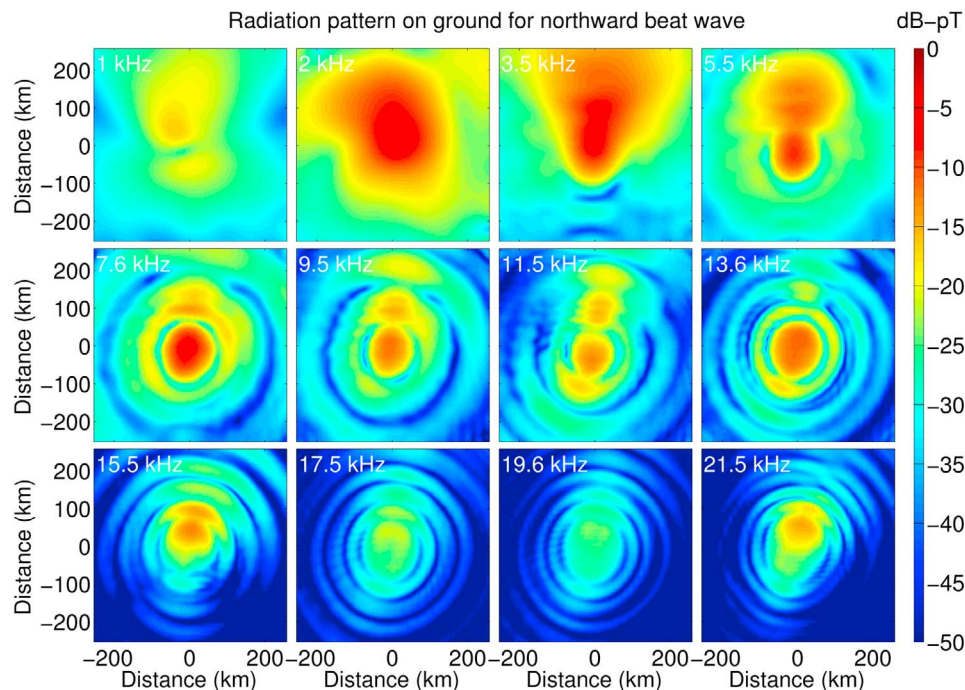 Radiation pattern on ground for northward beat wave
dB−pT
1 kHz 2 kHz 3.5 kHz 5.5 kHz
200
100
0
−100
−200
Distance (km)
7.6 kHz 9.5 kHz 11.5 kHz 13.6 kHz
200
100
0
−100
−200
Distance (km)
15.5 kHz 17.5 kHz 19.6 kHz 21.5 kHz
200
100
0
−100
−200
Distance (km)
−200 0 200 −200 0 200 −200 0 200 −200 0 200
Distance (km) Distance (km) Distance (km) Distance (km)
0
−5
−10
−15
−20
−25
−30
−35
−40
−45
−50